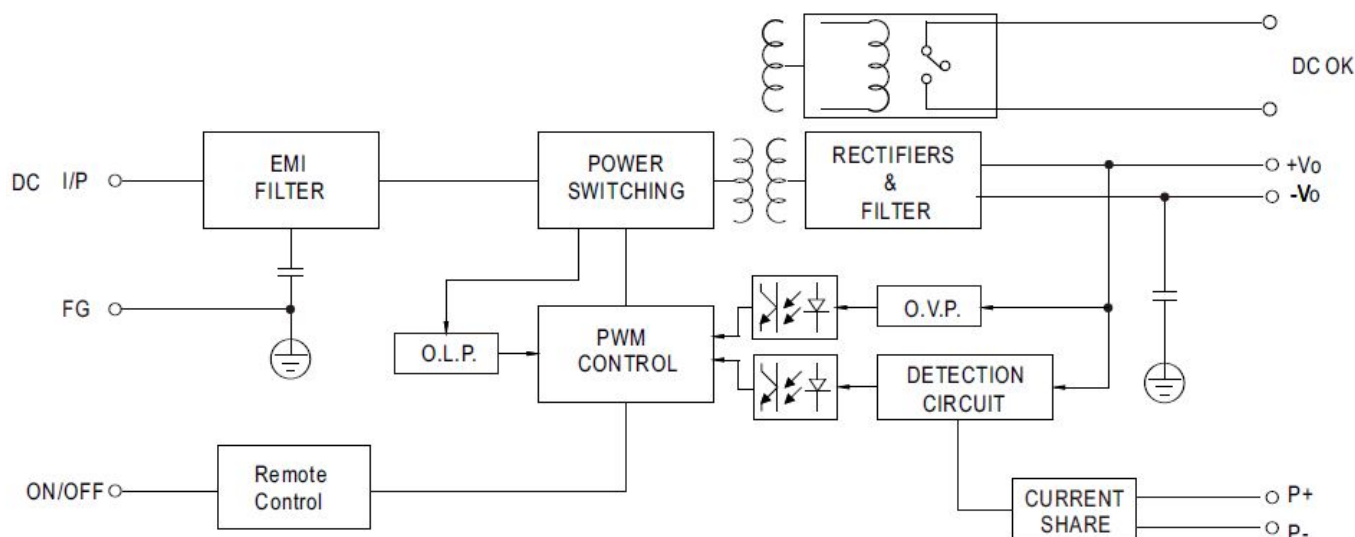 DC OK
EMI
FILTER
POWER
SWITCHING
RECTIFIERS
&
FILTER
+Vo
-Vo
DC I/P
FG
O.L.P.
PWM
CONTROL
O.V.P.
DETECTION
CIRCUIT
ON/OFF
Remote
Control
CURRENT
SHARE
P+
P-